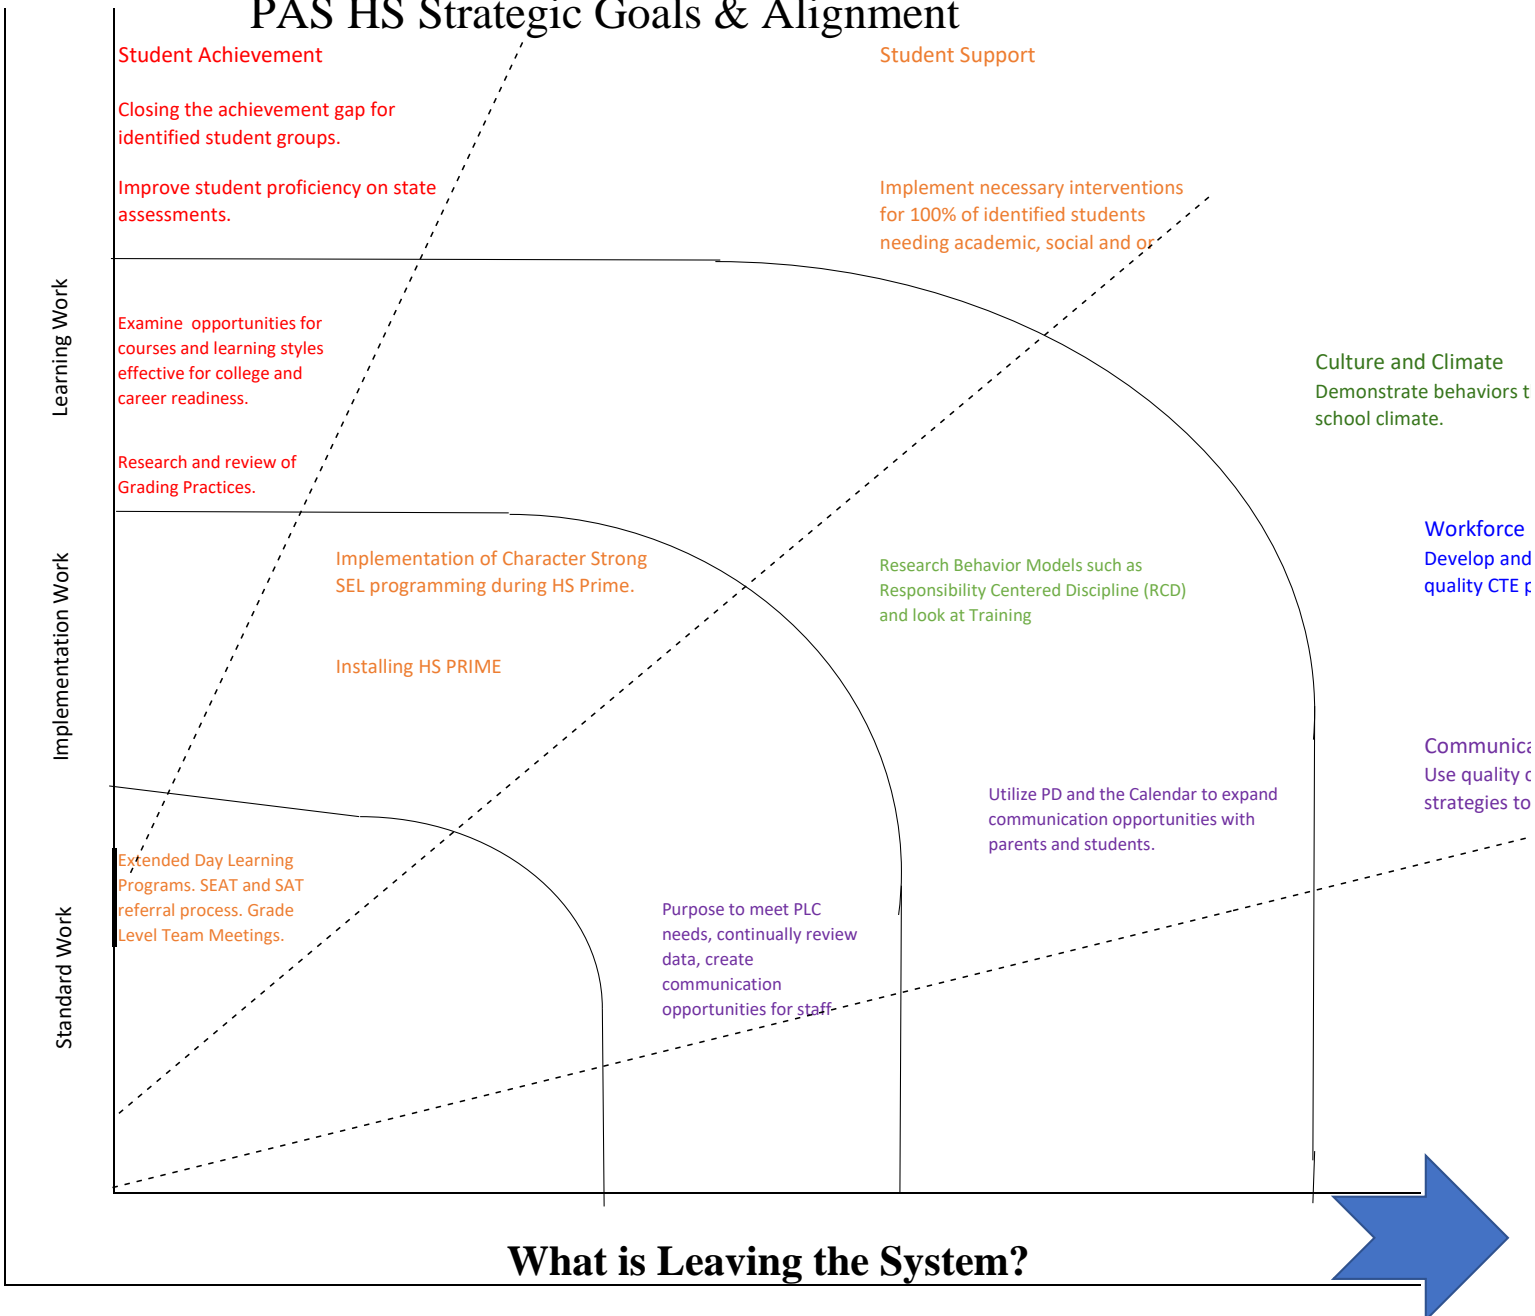 PAS HS Strategic Goals & Alignment
Student Achievement
Closing the achievement gap for
identified student groups.
Improve student proficiency on state
assessments.
Student Support
Implement necessary interventions
for 100% of identified students
needing academic, social and or
Learning Work
Examine opportunities for
courses and learning styles
effective for college and
career readiness.
Research and review of
Grading Practices.
Culture and Climate
Demonstrate behaviors
school climate.
Workforce
Develop and
quality CTE
Implementation Work
Implementation of Character Strong
SEL programming during HS Prime.
Installing HS PRIME
Research Behavior Models such as
Responsibility Centered Discipline (RCD)
and look at Training
Utilize PD and the Calendar to expand
communication opportunities with
parents and students.
Use quality
strategies to
Standard Work
Extended Day Learning
Programs. SEAT and SAT
referral process. Grade
Level Team Meetings.
Purpose to meet PLC
needs, continually review
data, create
communication
opportunities for staff
What is Leaving the System?